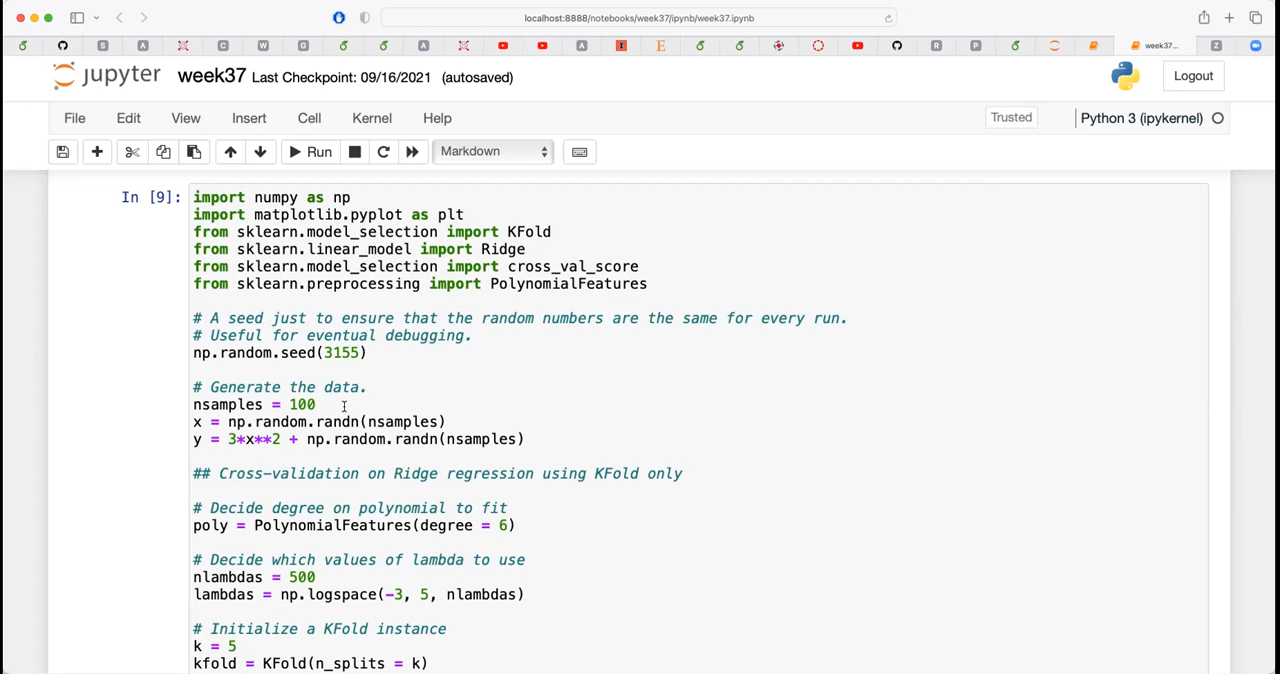 localhost:8888/notebooks/week37/ipynb/week37.ipynb
S A C W G A A I E R P week37... Z
jupyter week37 Last Checkpoint: 09/16/2021 (autosaved)
Logout
File Edit View Insert Cell Kernel Help
Trusted Python 3 (ipykernel)
Run Markdown
In [9]: import numpy as np
import matplotlib.pyplot as plt
from sklearn.model_selection import KFold
from sklearn.linear_model import Ridge
from sklearn.model_selection import cross_val_score
from sklearn.preprocessing import PolynomialFeatures
# A seed just to ensure that the random numbers are the same for every run.
# Useful for eventual debugging.
np.random.seed(3155)
# Generate the data.
nsamples = 100
x = np.random.randn(nsamples)
y = 3*x**2 + np.random.randn(nsamples)
## Cross-validation on Ridge regression using KFold only
# Decide degree on polynomial to fit
poly = PolynomialFeatures(degree = 6)
# Decide which values of lambda to use
nlambdas = 500
lambdas = np.logspace(-3, 5, nlambdas)
# Initialize a KFold instance
k = 5
kfold = KFold(n_splits = k)